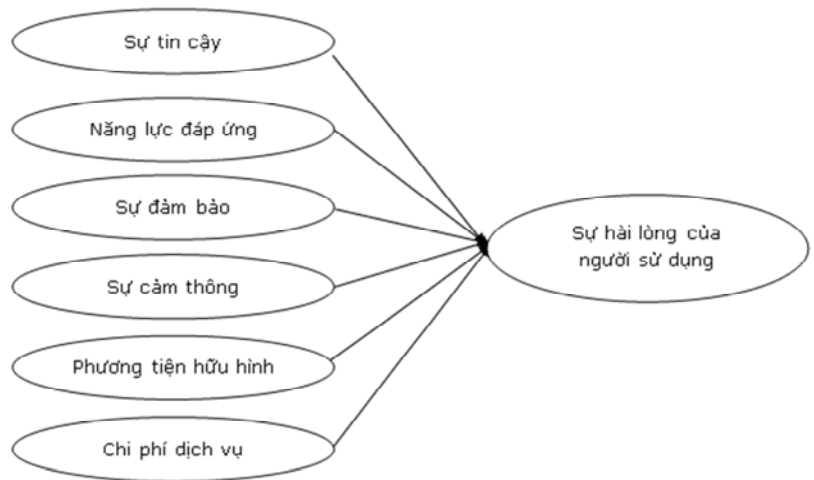 Sự tin cậy
Năng lực đáp ứng
Sự đảm bảo
Sự cảm thông
Phương tiện hữu hình
Chi phí dịch vụ
Sự hài lòng của
người sử dụng